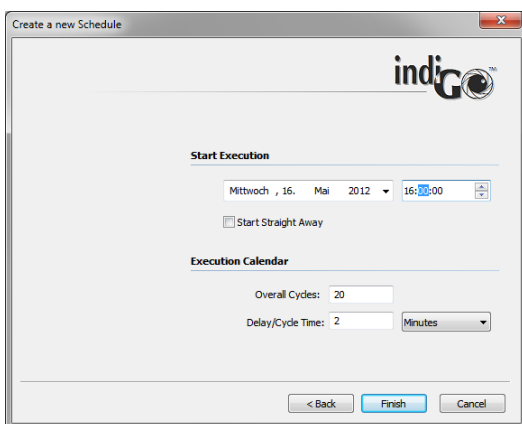 Create a new Schedule
indiGo™
Start Execution
Mittwoch , 16. Mai 2012 16:00:00
Start Straight Away
Execution Calendar
Overall Cycles: 20
Delay/Cycle Time: 2 Minutes
< Back Finish Cancel